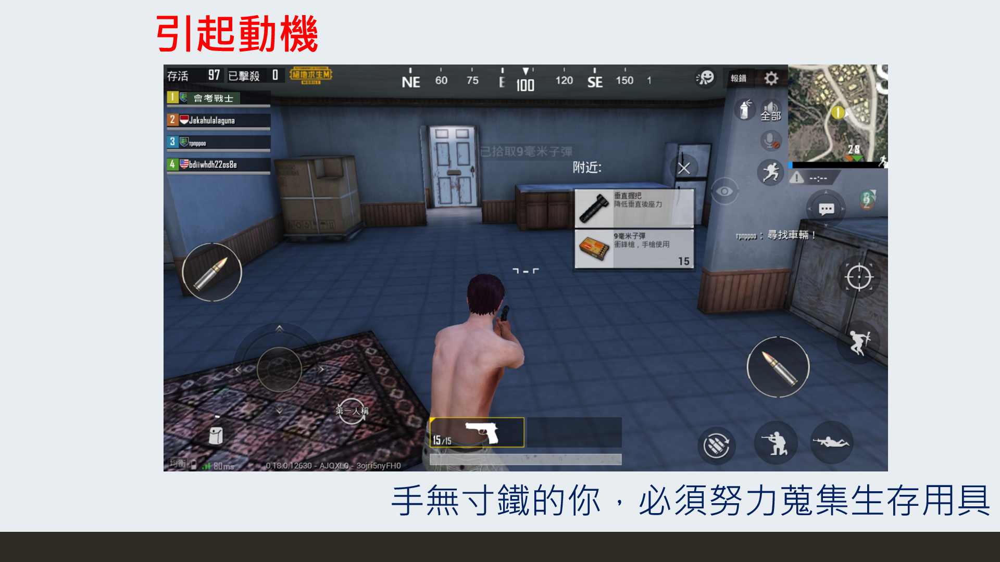 引起動機
存活 97 已擊殺 0 絕地求生M
MOBILE
NE 60 75 E 100 120 SE 150 1
報錯
1 會考戰士
2 Jekahulalaguna
3 rpnppoo
4 bdiiwhdh22os8e
全部
1
28
已拾取9毫米子彈
附近:
--:--
垂直握把
降低垂直後座力
9毫米子彈
衝鋒槍，手槍使用
15
rpnppoo：尋找車輛！
第一人稱
15/15
均衡 80ms 0.18.0.12630 - AJQXL0 - 3ojri5nyFH0
手無寸鐵的你，必須努力蒐集生存用具